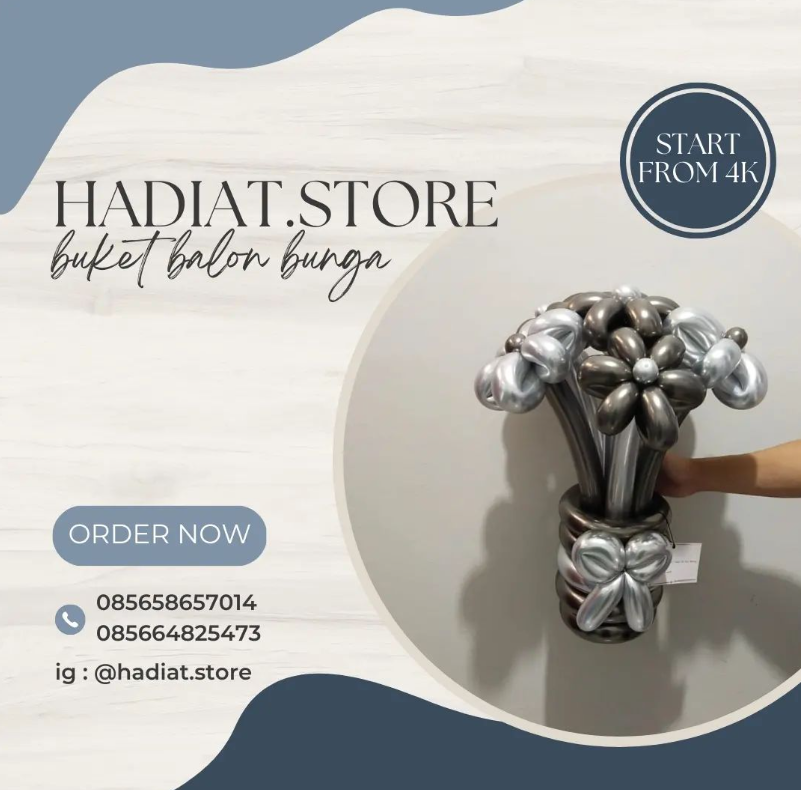 START
FROM 4K
HADIAT.STORE
buket balon bunga
ORDER NOW
085658657014
085664825473
ig : @hadiat.store